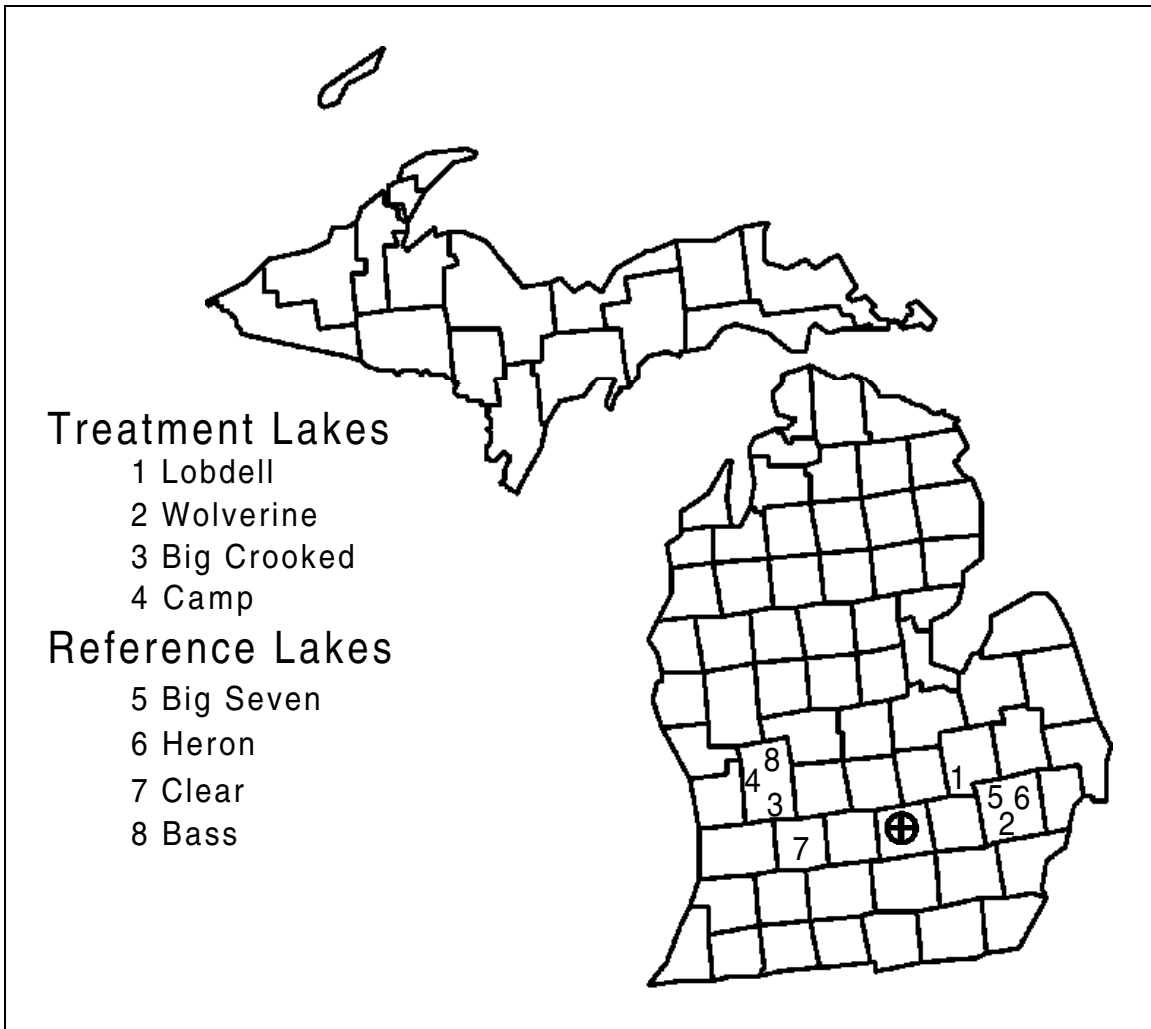 Treatment Lakes
1 Lobdell
2 Wolverine
3 Big Crooked
4 Camp
Reference Lakes
5 Big Seven
6 Heron
7 Clear
8 Bass
8
4
3
7
1
5 6
2